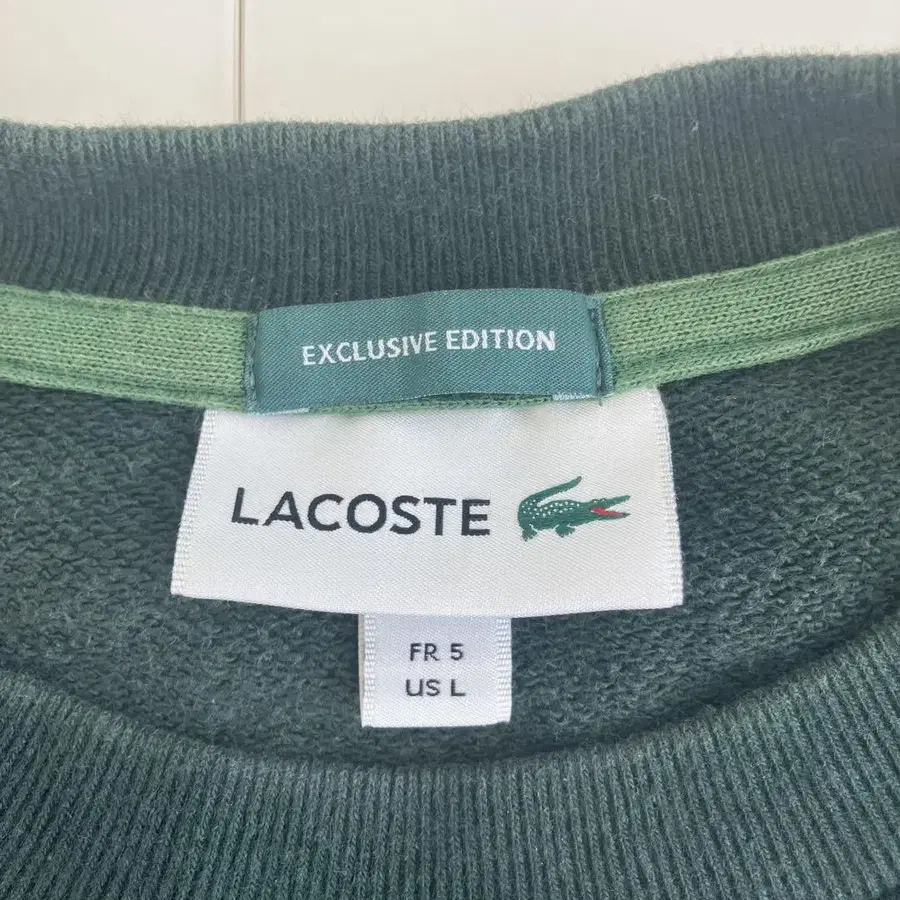 EXCLUSIVE EDITION
LACOSTE
FR 5
US L